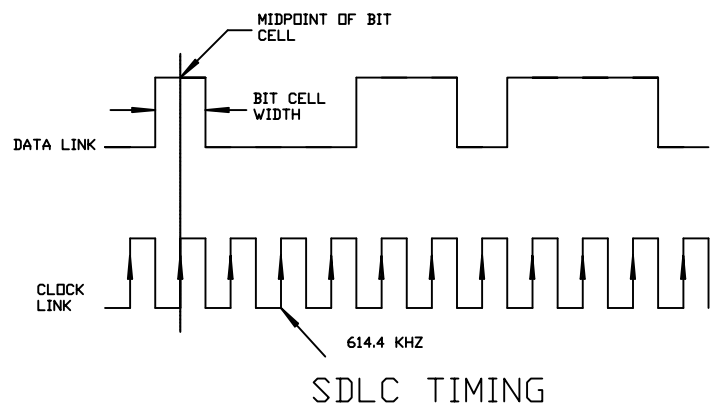 MIDPOINT OF BIT
CELL
BIT CELL
WIDTH
DATA LINK
CLOCK
LINK
614.4 KHZ
SDLC TIMING